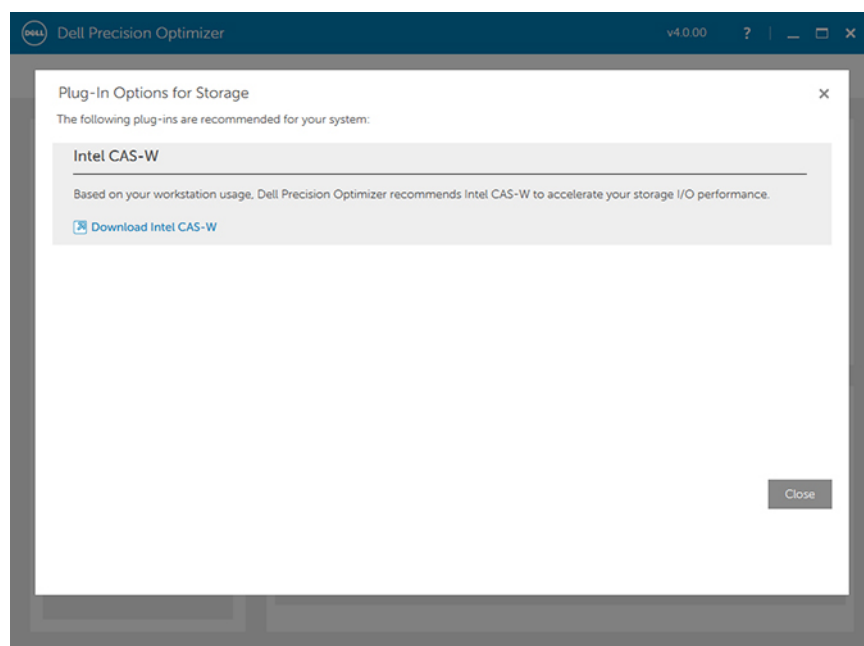 DELL Dell Precision Optimizer v4.0.00 ?
Plug-In Options for Storage
The following plug-ins are recommended for your system:
Intel CAS-W
Based on your workstation usage, Dell Precision Optimizer recommends Intel CAS-W to accelerate your storage I/O performance.
Download Intel CAS-W
Close